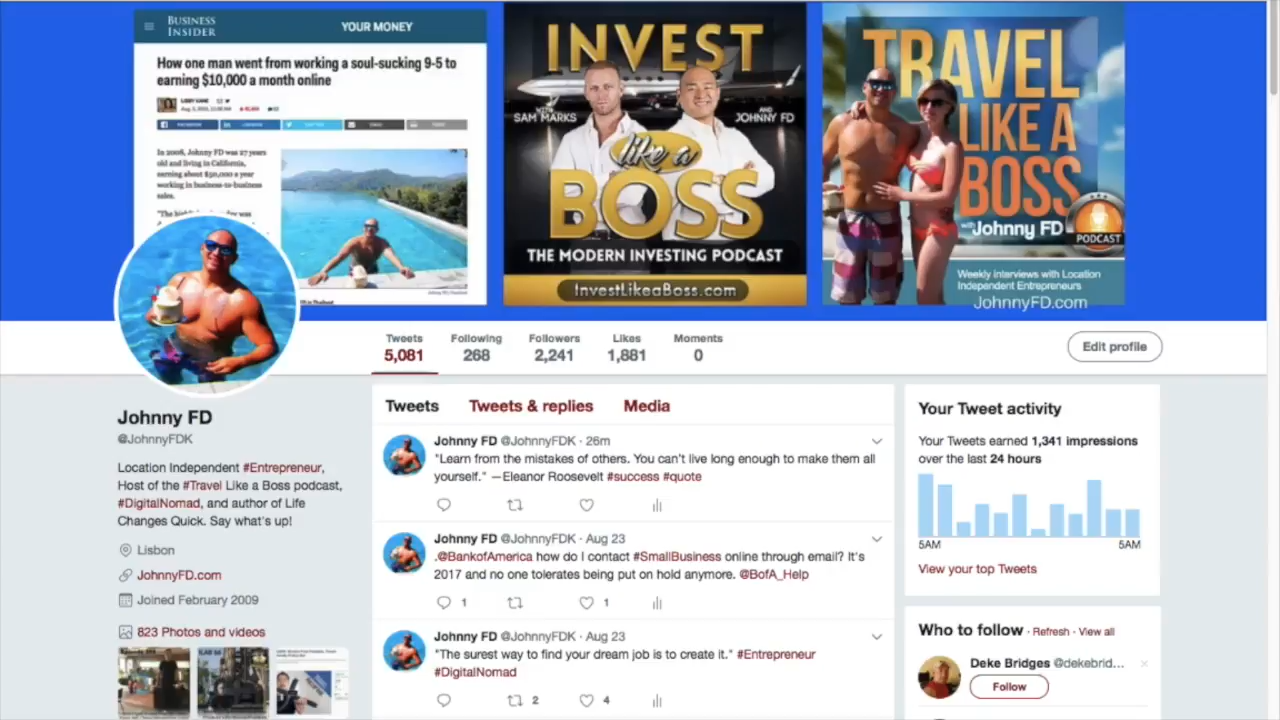 BUSINESS
INSIDER
YOUR MONEY
How one man went from working a soul-sucking 9-5 to
earning $10,000 a month online
In 2008, Johnny FD was 27 years
old and living in California,
earning about $50,000 a year
working in business-to-business
sales.
INVEST
WITH
SAM MARKS
AND
JOHNNY FD
like a
BOSS
THE MODERN INVESTING PODCAST
InvestLikeaBoss.com
TRAVEL
LIKE A
BOSS
with Johnny FD
PODCAST
Weekly interviews with Location
Independent Entrepreneurs
JohnnyFD.com
Tweets
5,081
Following
268
Followers
2,241
Likes
1,881
Moments
0
Edit profile
Johnny FD
@JohnnyFDK
Location Independent #Entrepreneur,
Host of the #Travel Like a Boss podcast,
#DigitalNomad, and author of Life
Changes Quick. Say what's up!
Lisbon
JohnnyFD.com
Joined February 2009
823 Photos and videos
Tweets Tweets & replies Media
Johnny FD @JohnnyFDK · 26m
"Learn from the mistakes of others. You can't live long enough to make them all
yourself." —Eleanor Roosevelt #success #quote
Johnny FD @JohnnyFDK · Aug 23
.@BankofAmerica how do I contact #SmallBusiness online through email? It's
2017 and no one tolerates being put on hold anymore. @BofA_Help
1 1
Johnny FD @JohnnyFDK · Aug 23
"The surest way to find your dream job is to create it." #Entrepreneur
#DigitalNomad
2 4
Your Tweet activity
Your Tweets earned 1,341 impressions
over the last 24 hours
5AM 5AM
View your top Tweets
Who to follow · Refresh · View all
Deke Bridges @dekebrid...
Follow